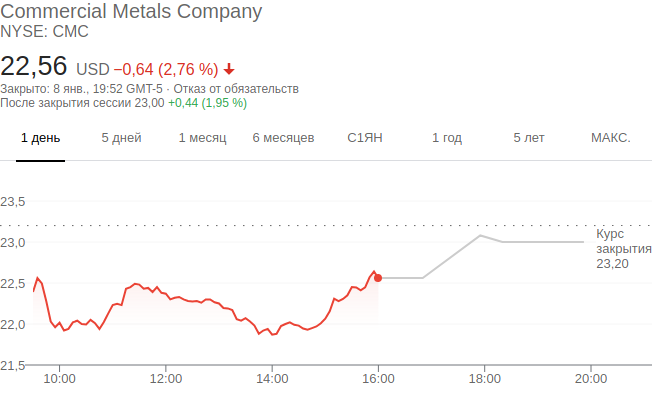 Commercial Metals Company
NYSE: CMC
22,56 USD −0,64 (2,76 %)
Закрыто: 8 янв., 19:52 GMT-5 · Отказ от обязательств
После закрытия сессии 23,00 +0,44 (1,95 %)
1 день 5 дней 1 месяц 6 месяцев С1ЯН 1 год 5 лет МАКС.
23,5
23,0
22,5
22,0
21,5
Курс
закрытия
23,20
10:00 12:00 14:00 16:00 18:00 20:00